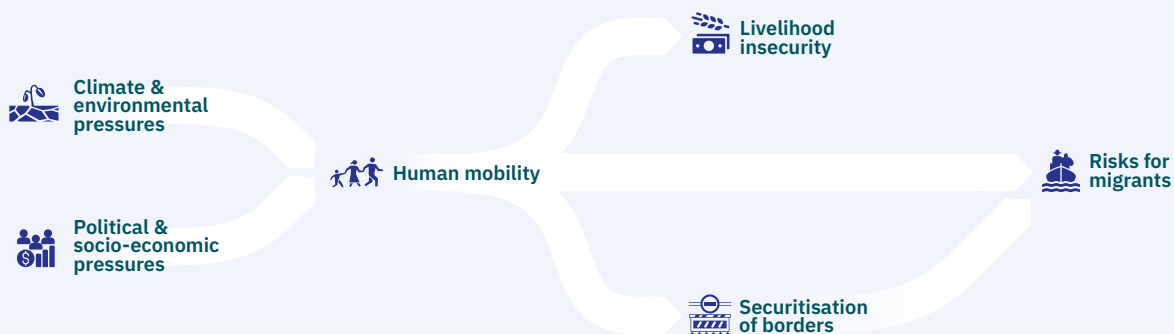 Livelihood
insecurity
Climate &
environmental
pressures
Human mobility
Risks for
migrants
Political &
socio-economic
pressures
$
Securitisation
of borders